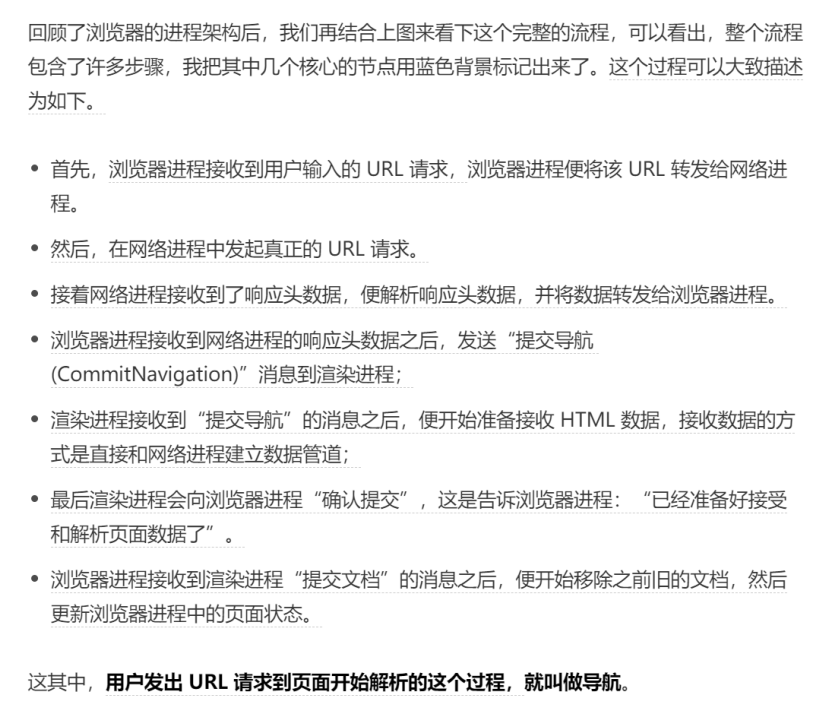 回顾了浏览器的进程架构后，我们再结合上图来看下这个完整的流程，可以看出，整个流程
包含了许多步骤，我把其中几个核心的节点用蓝色背景标记出来了。这个过程可以大致描述
为如下。
• 首先，浏览器进程接收到用户输入的 URL 请求，浏览器进程便将该 URL 转发给网络进
程。
• 然后，在网络进程中发起真正的 URL 请求。
• 接着网络进程接收到了响应头数据，便解析响应头数据，并将数据转发给浏览器进程。
• 浏览器进程接收到网络进程的响应头数据之后，发送“提交导航
(CommitNavigation)”消息到渲染进程；
• 渲染进程接收到“提交导航”的消息之后，便开始准备接收 HTML 数据，接收数据的方
式是直接和网络进程建立数据管道；
• 最后渲染进程会向浏览器进程“确认提交”，这是告诉浏览器进程：“已经准备好接受
和解析页面数据了”。
• 浏览器进程接收到渲染进程“提交文档”的消息之后，便开始移除之前旧的文档，然后
更新浏览器进程中的页面状态。
这其中，用户发出 URL 请求到页面开始解析的这个过程，就叫做导航。